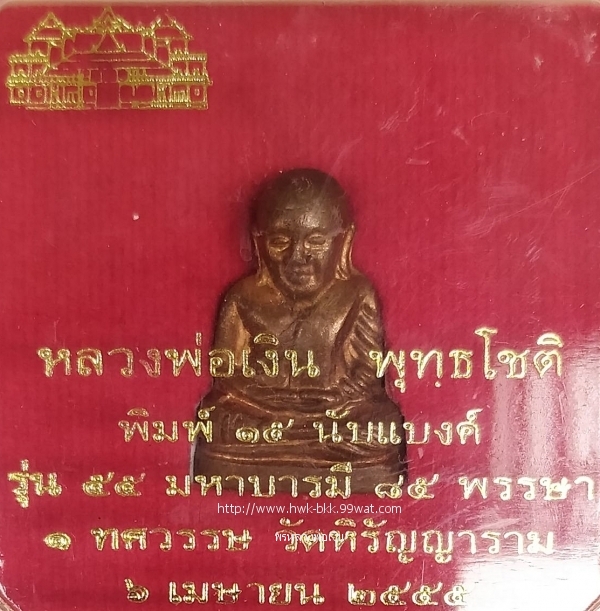 หลวงพ่อเงิน พุทธโชติ
พิมพ์ ๑๕ นับแบงค์
รุ่น ๕๕ มหาบารมี ๘๕ พรรษา
http://www.hwk-bkk.99wat.com
๑ ทศวรรษ วัดหิรัญญาราม
๖ เมษายน ๒๕๕๕